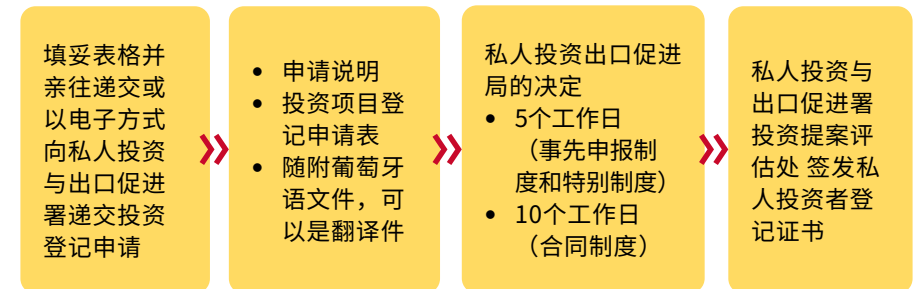 填妥表格并
亲往递交或
以电子方式
向私人投资
与出口促进
署递交投资
登记申请
• 申请说明
• 投资项目登
记申请表
• 随附葡萄牙
语文件，可
以是翻译件
私人投资出口促进
局的决定
• 5个工作日
（事先申报制
度和特别制度）
• 10个工作日
（合同制度）
私人投资与
出口促进署
投资提案评
估处 签发私
人投资者登
记证书